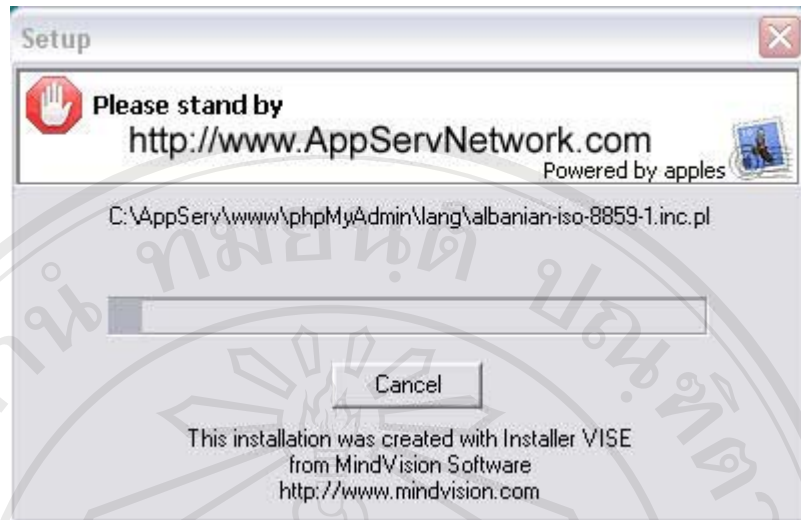 Setup
Please stand by
http://www.AppServNetwork.com
Powered by apples
C:\AppServ\www\phpMyAdmin\lang\albanian-iso-8859-1.inc.pl
Cancel
This installation was created with Installer VISE
from MindVision Software
http://www.mindvision.com